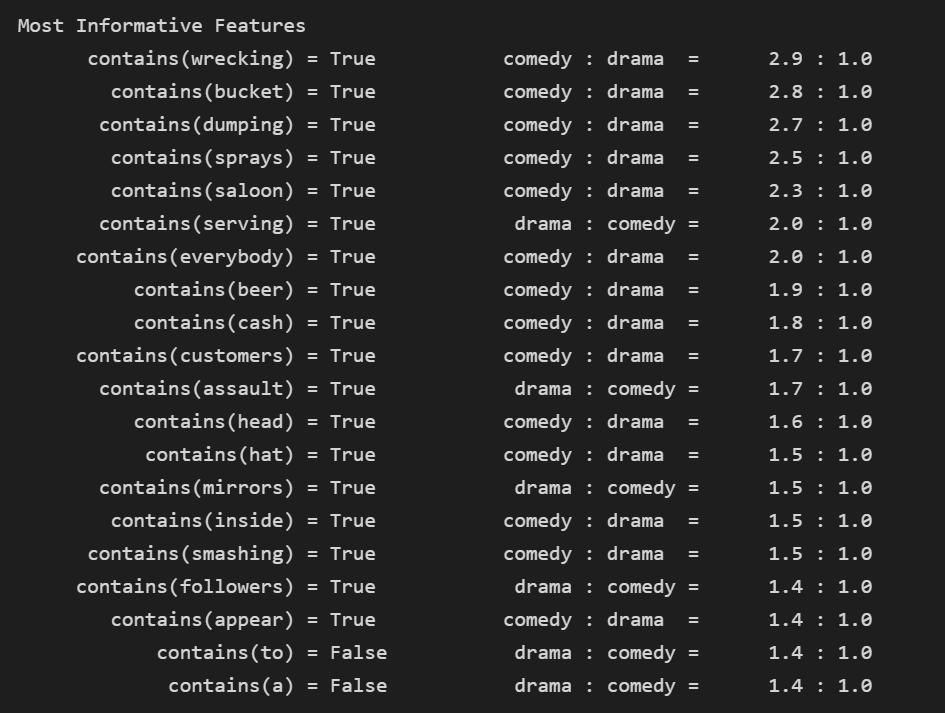 Most Informative Features
contains(wrecking) = True comedy : drama = 2.9 : 1.0
contains(bucket) = True comedy : drama = 2.8 : 1.0
contains(dumping) = True comedy : drama = 2.7 : 1.0
contains(sprays) = True comedy : drama = 2.5 : 1.0
contains(saloon) = True comedy : drama = 2.3 : 1.0
contains(serving) = True drama : comedy = 2.0 : 1.0
contains(everybody) = True comedy : drama = 2.0 : 1.0
contains(beer) = True comedy : drama = 1.9 : 1.0
contains(cash) = True comedy : drama = 1.8 : 1.0
contains(customers) = True comedy : drama = 1.7 : 1.0
contains(assault) = True drama : comedy = 1.7 : 1.0
contains(head) = True comedy : drama = 1.6 : 1.0
contains(hat) = True comedy : drama = 1.5 : 1.0
contains(mirrors) = True drama : comedy = 1.5 : 1.0
contains(inside) = True comedy : drama = 1.5 : 1.0
contains(smashing) = True comedy : drama = 1.5 : 1.0
contains(followers) = True drama : comedy = 1.4 : 1.0
contains(appear) = True comedy : drama = 1.4 : 1.0
contains(to) = False drama : comedy = 1.4 : 1.0
contains(a) = False drama : comedy = 1.4 : 1.0